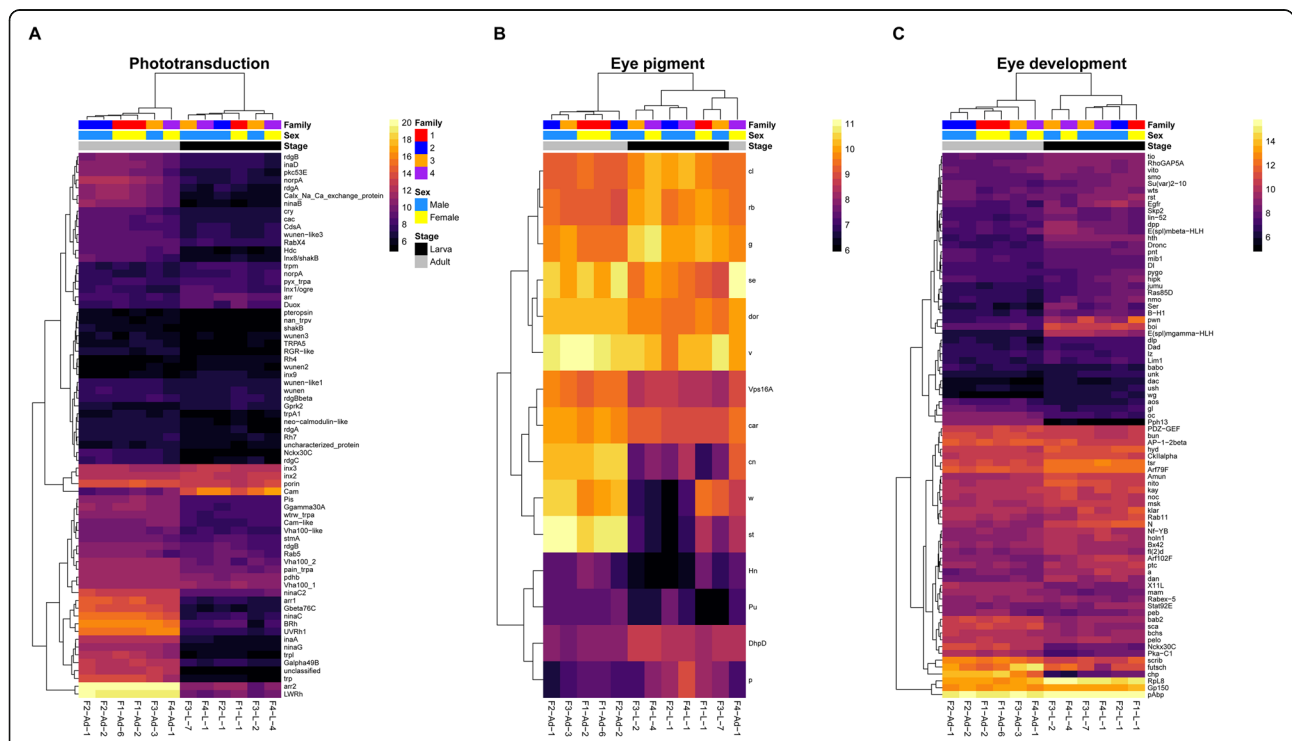 A
Phototransduction
Family
Sex
Stage
rdgB
inaD
pkc53E
norpA
rdgA
Calx_Na_Ca_exchange_protein
ninaB
cry
cac
CdsA
wunen-like3
RabX4
Hdc
Inx8/shakB
trpm
norpA
pyx_trpa
Inx1/ogre
arr
Duox
pteropsin
nan_trpv
shakB
wunen3
TRPA5
RGR-like
Rh4
wunen2
inx9
wunen-like1
wunen
rdgBbeta
Gprk2
trpA1
neo-calmodulin-like
rdgA
Rh7
uncharacterized_protein
Nckx30C
rdgC
inx3
inx2
porin
Cam
Pis
Ggamma30A
wtrw_trpa
Cam-like
Vha100-like
stmA
rdgB
Rab5
Vha100_2
pain_trpa
pdhb
Vha100_1
ninaC2
arr1
Gbeta76C
ninaC
BRh
UVRh1
inaA
ninaG
trpl
Galpha49B
unclassified
trp
arr2
LWRh
F2-Ad-1
F2-Ad-2
F1-Ad-6
F1-Ad-2
F3-Ad-3
F4-Ad-1
F3-L-7
F4-L-1
F2-L-1
F1-L-1
F3-L-2
F4-L-4
20
18
16
14
12
10
8
6
Family
1
2
3
4
Sex
Male
Female
Stage
Larva
Adult
B
Eye pigment
Family
Sex
Stage
cl
rb
g
se
dor
v
Vps16A
car
cn
w
st
Hn
Pu
DhpD
p
F2-Ad-1
F3-Ad-3
F1-Ad-2
F1-Ad-6
F2-Ad-2
F3-L-2
F4-L-4
F2-L-1
F4-L-1
F1-L-1
F3-L-7
F4-Ad-1
11
10
9
8
7
6
C
Eye development
Family
Sex
Stage
tio
RhoGAP5A
vito
smo
Su(var)2-10
wts
rst
Egfr
Skp2
lin-52
dpp
E(spl)mbeta-HLH
hth
Dronc
pnt
mib1
Dl
pygo
hipk
jumu
Ras85D
nmo
Ser
B-H1
pwn
boi
E(spl)mgamma-HLH
dlp
Dad
lz
Lim1
babo
unk
dac
ush
wg
aos
gl
oc
Pph13
PDZ-GEF
bun
AP-1-2beta
hyd
CkIIalpha
tsr
Arf79F
Amun
nito
kay
noc
msk
klar
Rab11
N
Nf-YB
holn1
Bx42
fl(2)d
Arf102F
ptc
a
dan
X11L
mam
Rabex-5
Stat92E
peb
bab2
sca
bchs
pelo
Nckx30C
Pka-C1
scrib
futsch
chp
RpL8
Gp150
pAbp
F2-Ad-1
F2-Ad-2
F1-Ad-2
F1-Ad-6
F3-Ad-3
F4-Ad-1
F3-L-2
F4-L-4
F3-L-7
F4-L-1
F2-L-1
F1-L-1
14
12
10
8
6